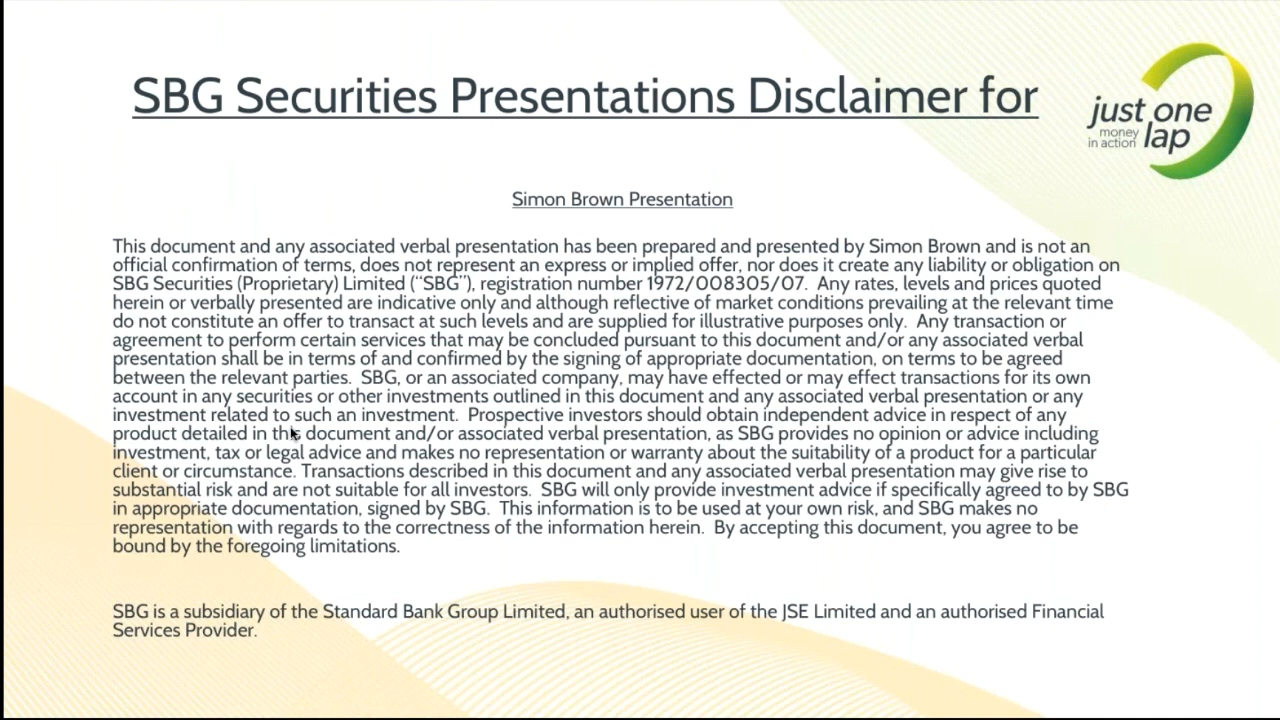 SBG Securities Presentations Disclaimer for
just one
money
in action
lap
Simon Brown Presentation
This document and any associated verbal presentation has been prepared and presented by Simon Brown and is not an
official confirmation of terms, does not represent an express or implied offer, nor does it create any liability or obligation on
SBG Securities (Proprietary) Limited (“SBG”), registration number 1972/008305/07.  Any rates, levels and prices quoted
herein or verbally presented are indicative only and although reflective of market conditions prevailing at the relevant time
do not constitute an offer to transact at such levels and are supplied for illustrative purposes only.  Any transaction or
agreement to perform certain services that may be concluded pursuant to this document and/or any associated verbal
presentation shall be in terms of and confirmed by the signing of appropriate documentation, on terms to be agreed
between the relevant parties.  SBG, or an associated company, may have effected or may effect transactions for its own
account in any securities or other investments outlined in this document and any associated verbal presentation or any
investment related to such an investment.  Prospective investors should obtain independent advice in respect of any
product detailed in this document and/or associated verbal presentation, as SBG provides no opinion or advice including
investment, tax or legal advice and makes no representation or warranty about the suitability of a product for a particular
client or circumstance. Transactions described in this document and any associated verbal presentation may give rise to
substantial risk and are not suitable for all investors.  SBG will only provide investment advice if specifically agreed to by SBG
in appropriate documentation, signed by SBG.  This information is to be used at your own risk, and SBG makes no
representation with regards to the correctness of the information herein.  By accepting this document, you agree to be
bound by the foregoing limitations.
SBG is a subsidiary of the Standard Bank Group Limited, an authorised user of the JSE Limited and an authorised Financial
Services Provider.